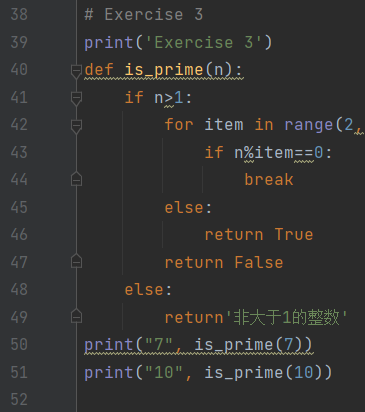 38 # Exercise 3
39 print('Exercise 3')
40 def is_prime(n):
41 if n>1:
42 for item in range(2,
43 if n%item==0:
44 break
45 else:
46 return True
47 return False
48 else:
49 return'非大于1的整数'
50 print("7", is_prime(7))
51 print("10", is_prime(10))
52